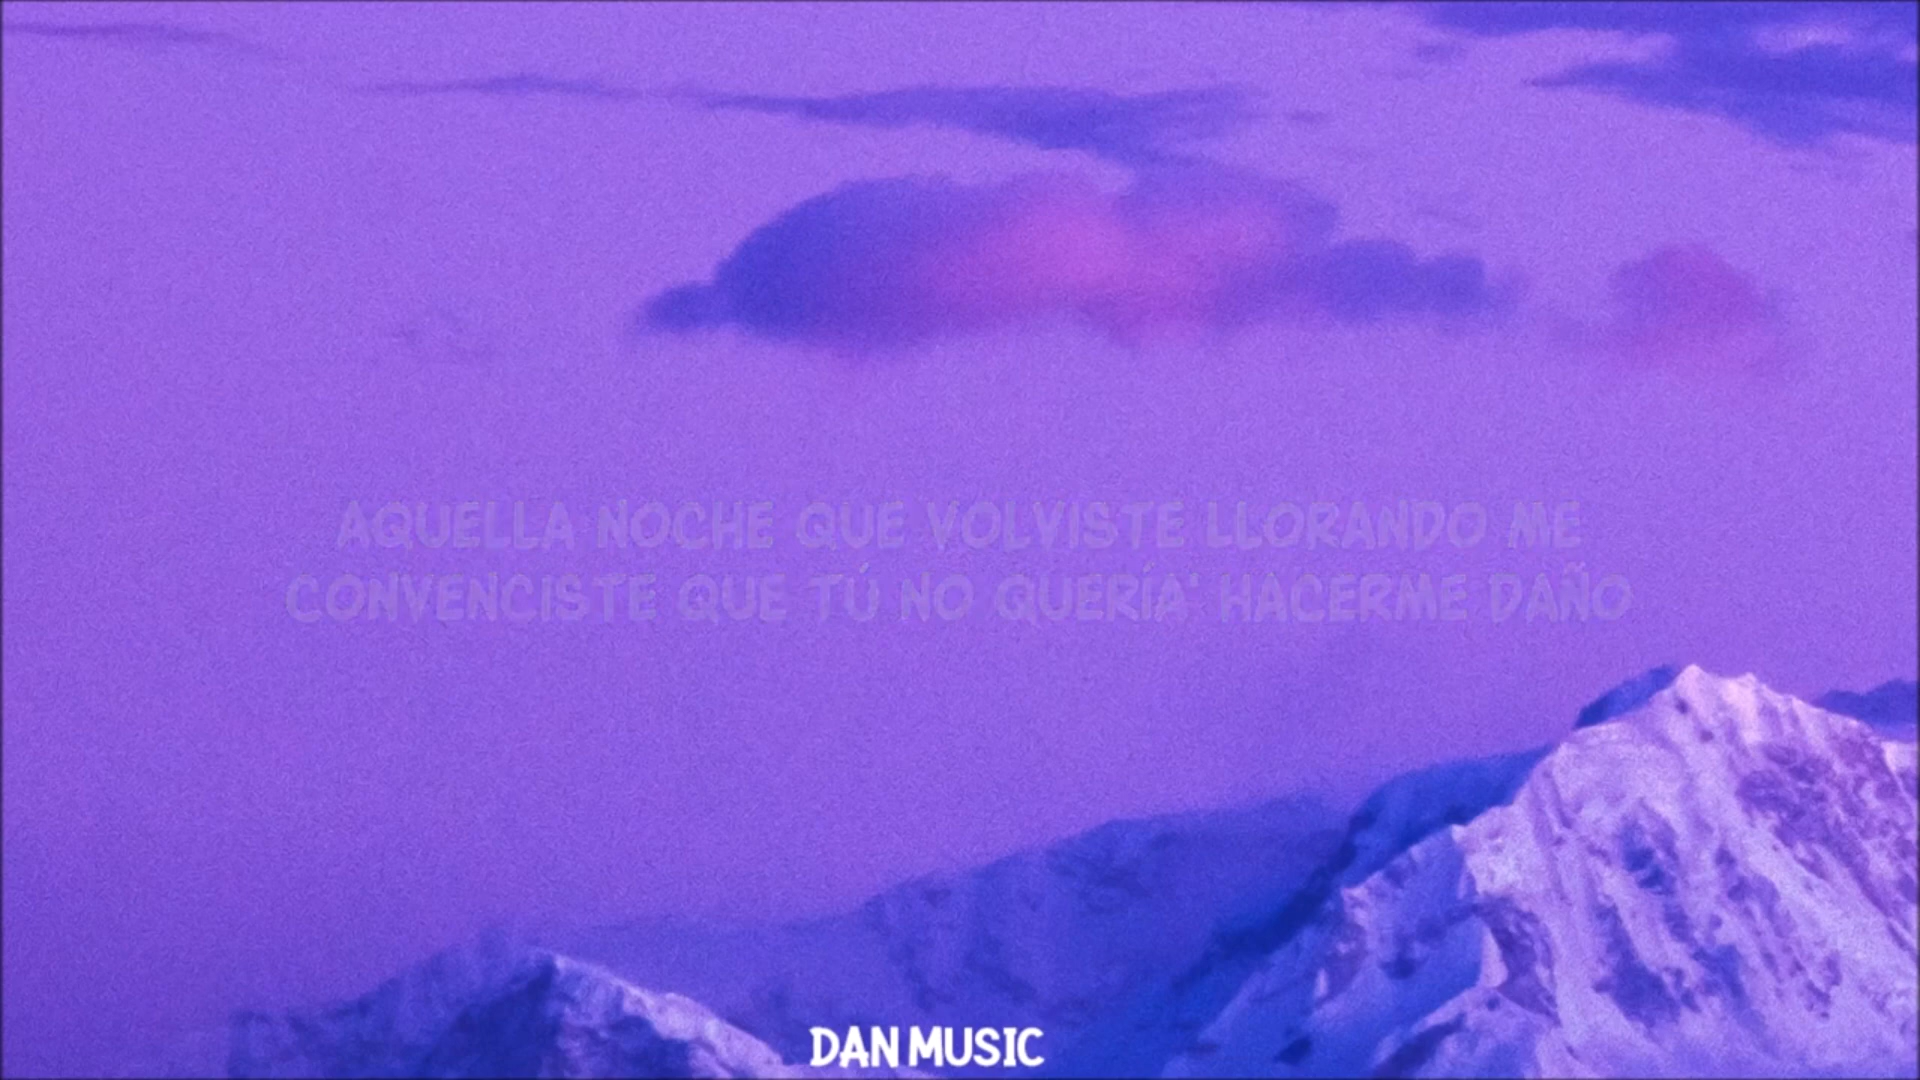 AQUELLA NOCHE QUE VOLVISTE LLORANDO ME
CONVENCISTE QUE TÚ NO QUERÍA' HACERME DAÑO
DAN MUSIC